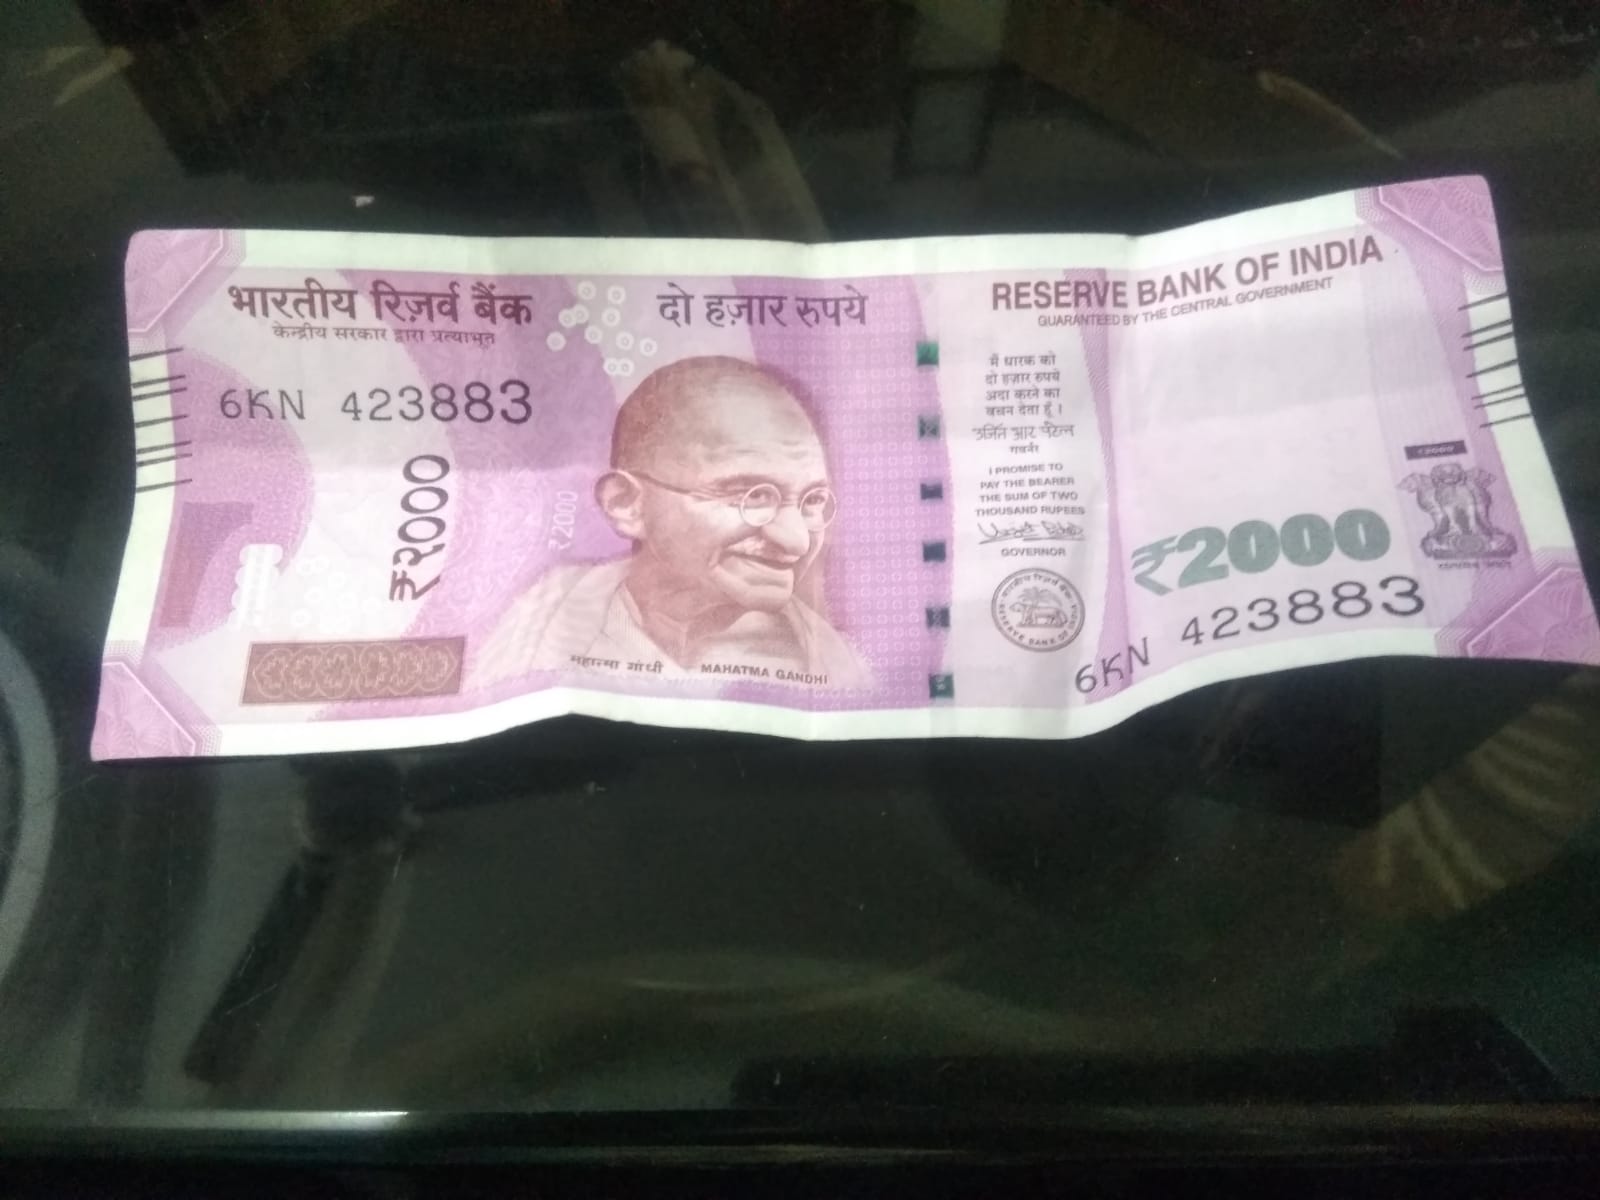 भारतीय रिज़र्व बैंक
केन्द्रीय सरकार द्वारा प्रत्याभूत
दो हज़ार रुपये
RESERVE BANK OF INDIA
GUARANTEED BY THE CENTRAL GOVERNMENT
6KN 423883
₹२०००
₹2000
मैं धारक को
दो हज़ार रुपये
अदा करने का
वचन देता हूँ ।
उर्जित आर पटेल
गवर्नर
I PROMISE TO
PAY THE BEARER
THE SUM OF TWO
THOUSAND RUPEES
GOVERNOR
महात्मा गांधी
MAHATMA GANDHI
₹2000
₹2000
सत्यमेव जयते
6KN 423883